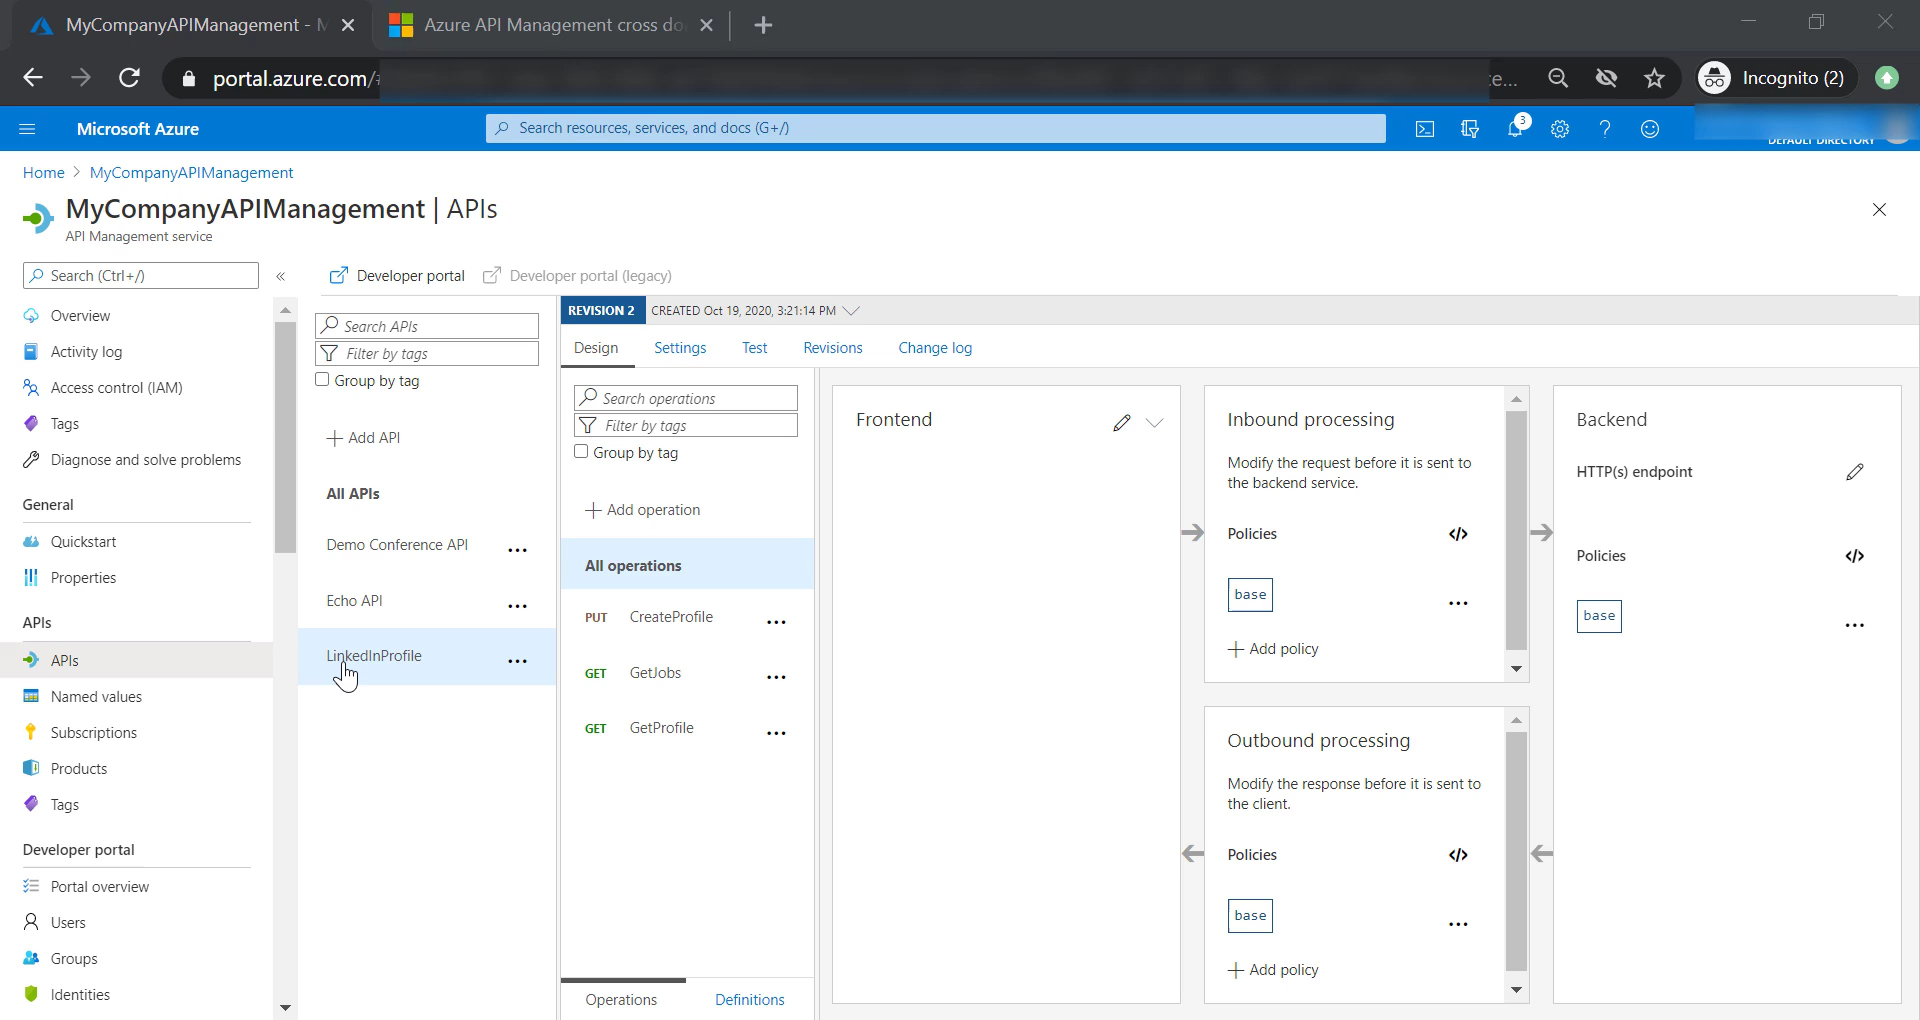 MyCompanyAPIManagement -
Azure API Management cross do
portal.azure.com/
e...
Incognito (2)
Microsoft Azure
Search resources, services, and docs (G+/)
3
DEFAULT DIRECTORY
Home > MyCompanyAPIManagement
MyCompanyAPIManagement | APIs
API Management service
Search (Ctrl+/)
«
Developer portal
Developer portal (legacy)
Overview
Activity log
Access control (IAM)
Tags
Diagnose and solve problems
General
Quickstart
Properties
APIs
APIs
Named values
Subscriptions
Products
Tags
Developer portal
Portal overview
Users
Groups
Identities
Search APIs
Filter by tags
Group by tag
+ Add API
All APIs
Demo Conference API ...
Echo API ...
LinkedInProfile ...
REVISION 2 CREATED Oct 19, 2020, 3:21:14 PM
Design Settings Test Revisions Change log
Search operations
Filter by tags
Group by tag
+ Add operation
All operations
PUT CreateProfile ...
GET GetJobs ...
GET GetProfile ...
Operations Definitions
Frontend
Inbound processing
Modify the request before it is sent to
the backend service.
Policies </>
base ...
+ Add policy
Outbound processing
Modify the response before it is sent to
the client.
Policies </>
base ...
+ Add policy
Backend
HTTP(s) endpoint
Policies </>
base ...